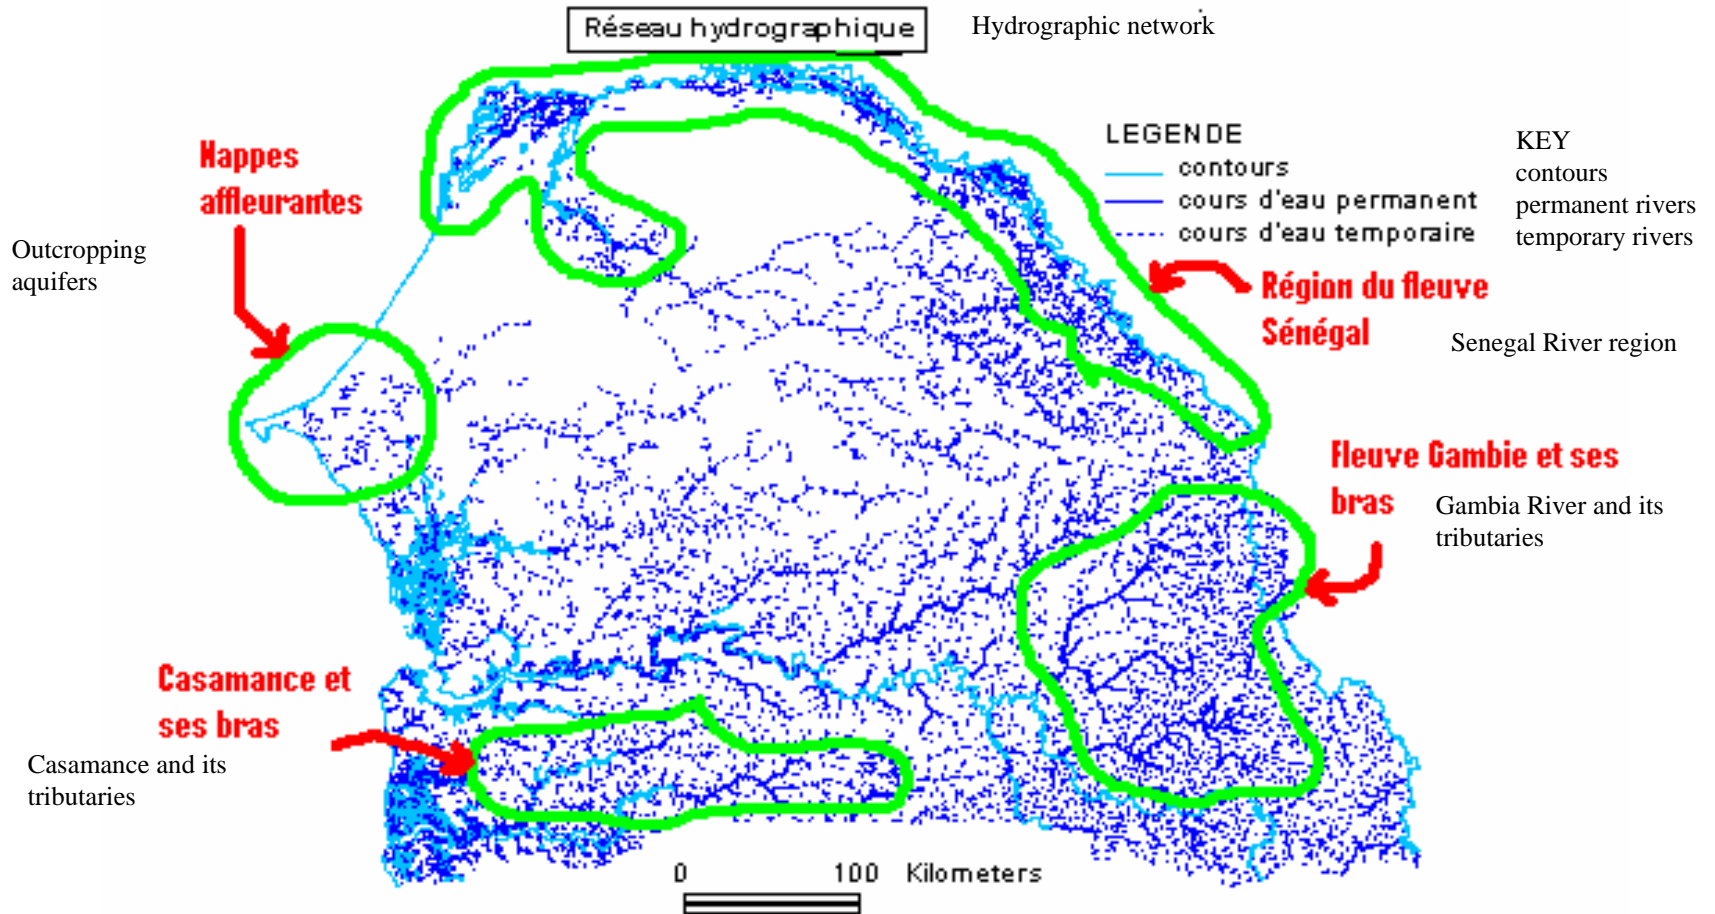 Réseau hydrographique
Hydrographic network
Nappes
affleurantes
Outcropping
aquifers
LEGENDE
contours
cours d'eau permanent
cours d'eau temporaire
KEY
contours
permanent rivers
temporary rivers
Région du fleuve
Sénégal
Senegal River region
Fleuve Gambie et ses
bras
Gambia River and its
tributaries
Casamance et
ses bras
Casamance and its
tributaries
0 100 Kilometers